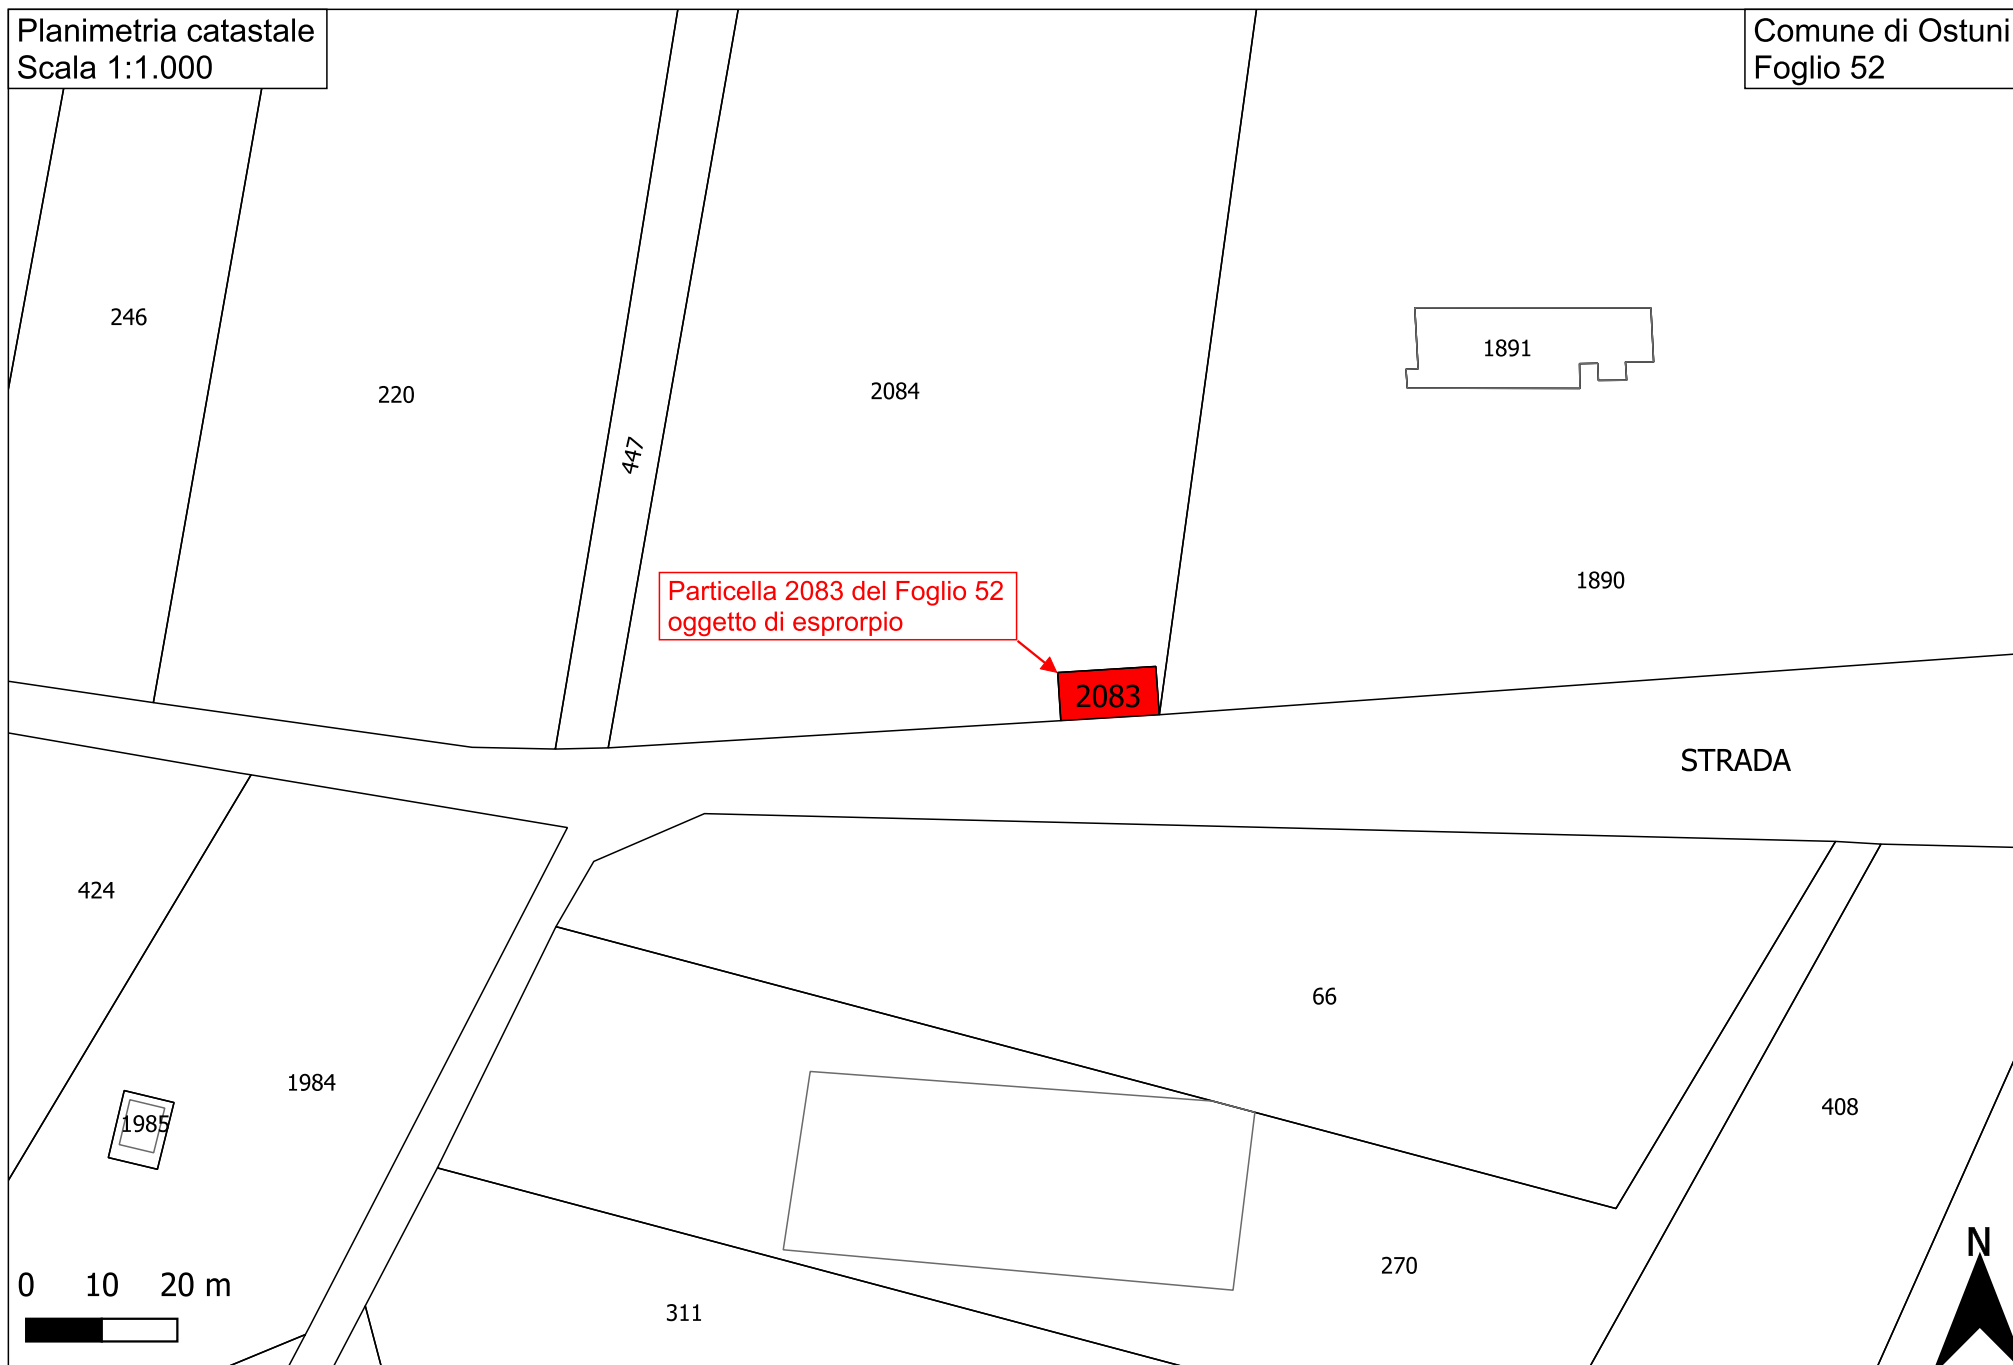 Planimetria catastale
Scala 1:1.000
Comune di Ostuni
Foglio 52
246
220
447
2084
1891
1890
Particella 2083 del Foglio 52
oggetto di esprorpio
2083
STRADA
424
66
1984
1985
408
270
311
N
0 10 20 m